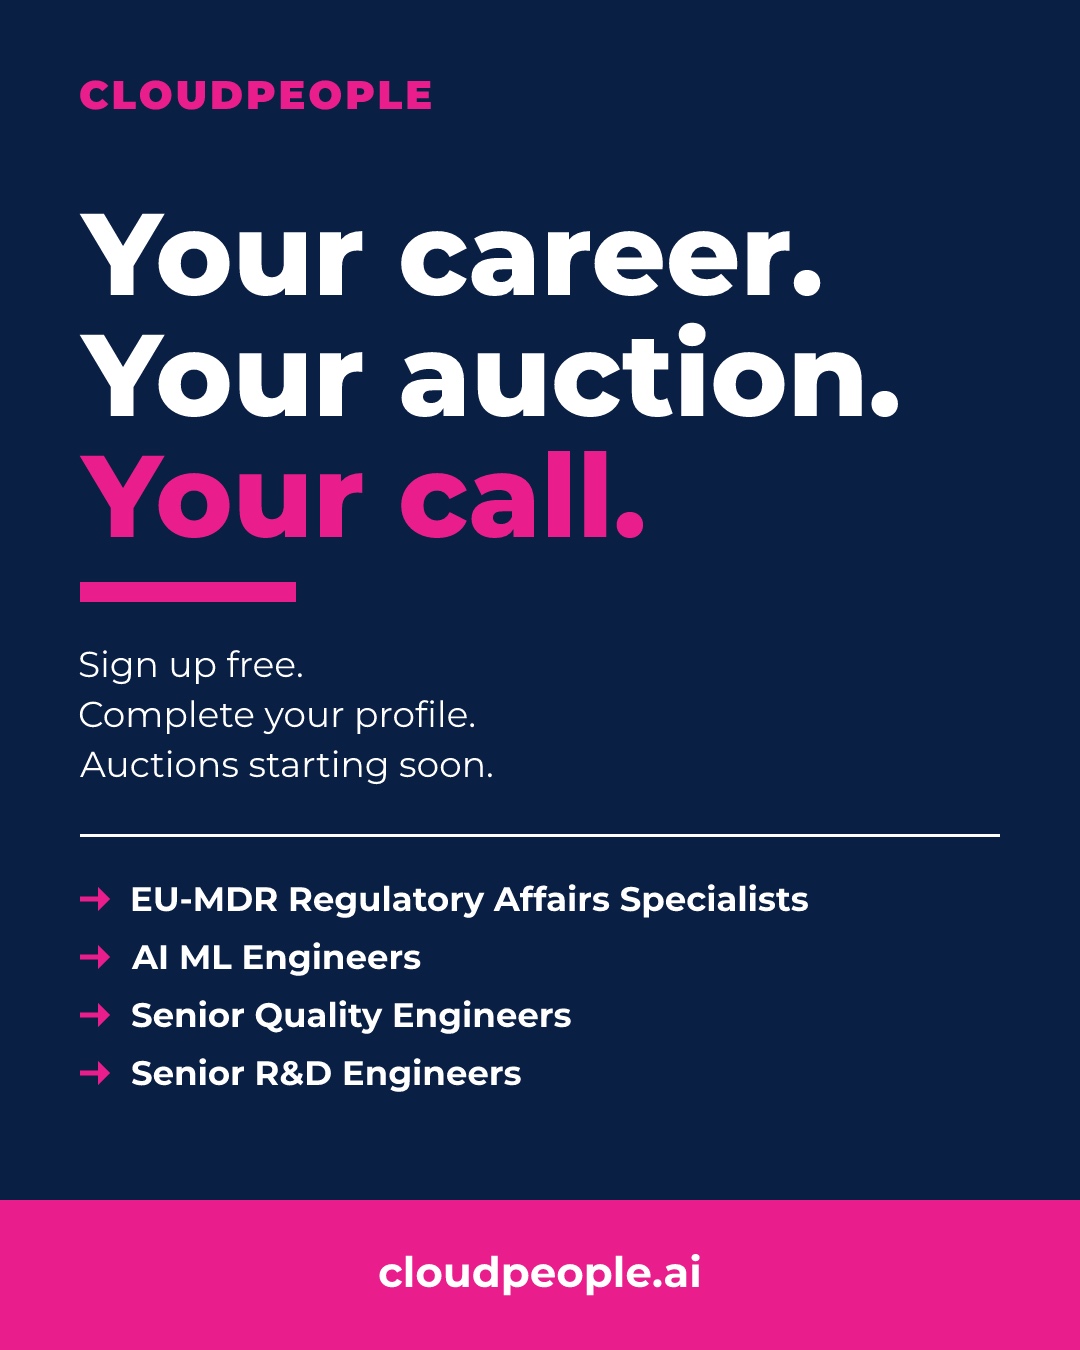 CLOUDPEOPLE
Your career.
Your auction.
Your call.
Sign up free.
Complete your profile.
Auctions starting soon.
→ EU-MDR Regulatory Affairs Specialists
→ AI ML Engineers
→ Senior Quality Engineers
→ Senior R&D Engineers
cloudpeople.ai